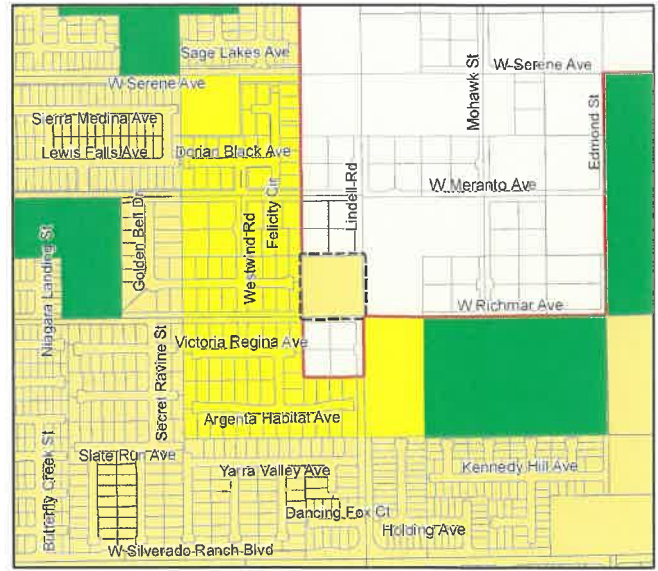 Sage Lakes Ave
W Serene Ave
W Serene Ave
Mohawk St
Edmond St
Sierra Medina Ave
Lewis Falls Ave
Dorian Black Ave
W Meranto Ave
Lindell Rd
Felicity Cir
Westwind Rd
Golden Bell Dr
Niagara Landing St
W Richmar Ave
Victoria Regina Ave
Secret Ravine St
Argenta Habitat Ave
Slate Run Ave
Yarra Valley Ave
Kennedy Hill Ave
Butterfly Creek St
Dancing Fox Ct
Holding Ave
W Silverado Ranch Blvd